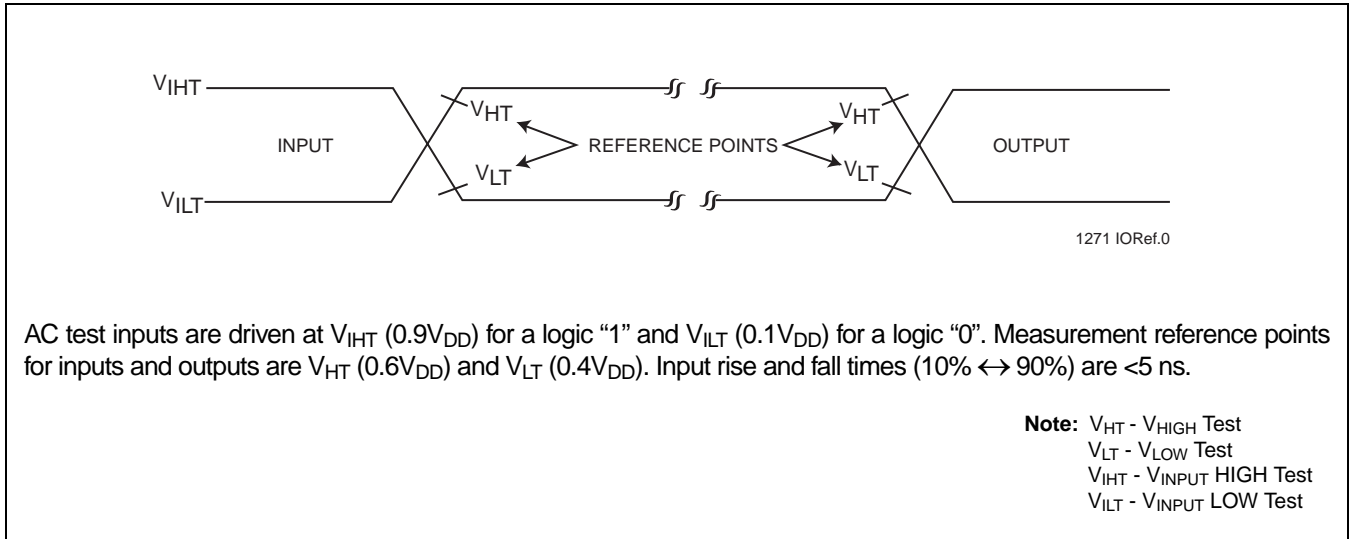 VIHT
VHT
VHT
INPUT
REFERENCE POINTS
OUTPUT
VLT
VLT
VILT
1271 IORef.0
AC test inputs are driven at VIHT (0.9VDD) for a logic “1” and VILT (0.1VDD) for a logic “0”. Measurement reference points
for inputs and outputs are VHT (0.6VDD) and VLT (0.4VDD). Input rise and fall times (10% ↔ 90%) are <5 ns.
Note: VHT - VHIGH Test
VLT - VLOW Test
VIHT - VINPUT HIGH Test
VILT - VINPUT LOW Test